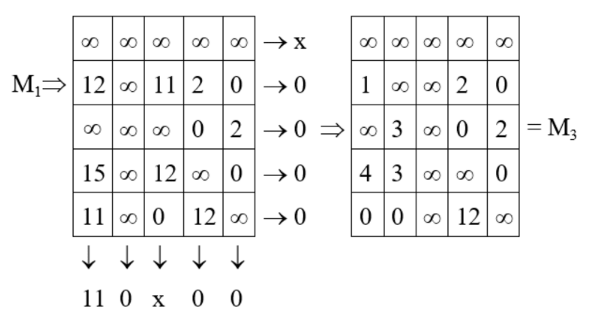 ∞ ∞ ∞ ∞ ∞ → x ∞ ∞ ∞ ∞ ∞
M₁⇒ 12 ∞ 11 2 0 → 0 1 ∞ ∞ 2 0
∞ ∞ ∞ 0 2 → 0 ⇒ ∞ 3 ∞ 0 2 = M₃
15 ∞ 12 ∞ 0 → 0 4 3 ∞ ∞ 0
11 ∞ 0 12 ∞ → 0 0 0 ∞ 12 ∞
↓ ↓ ↓ ↓ ↓
11 0 x 0 0